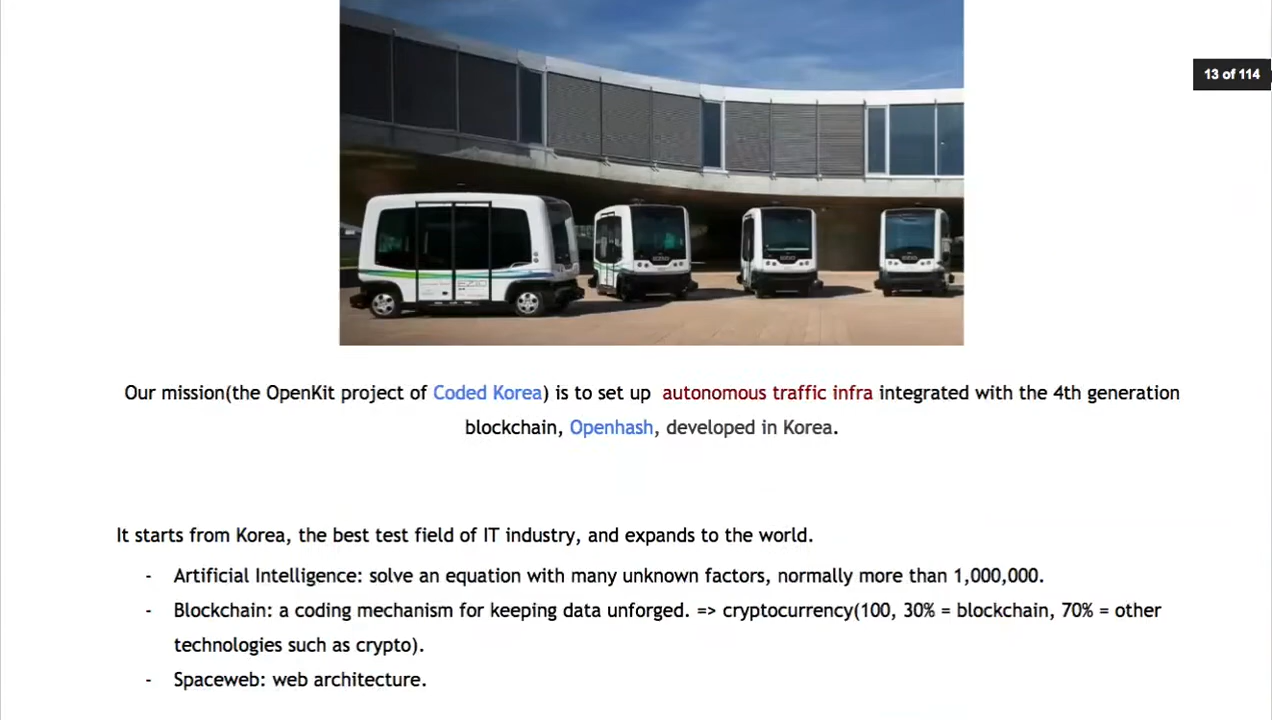 13 of 114
EZ10
Our mission(the OpenKit project of Coded Korea) is to set up autonomous traffic infra integrated with the 4th generation
blockchain, Openhash, developed in Korea.
It starts from Korea, the best test field of IT industry, and expands to the world.
- Artificial Intelligence: solve an equation with many unknown factors, normally more than 1,000,000.
- Blockchain: a coding mechanism for keeping data unforged. => cryptocurrency(100, 30% = blockchain, 70% = other
technologies such as crypto).
- Spaceweb: web architecture.